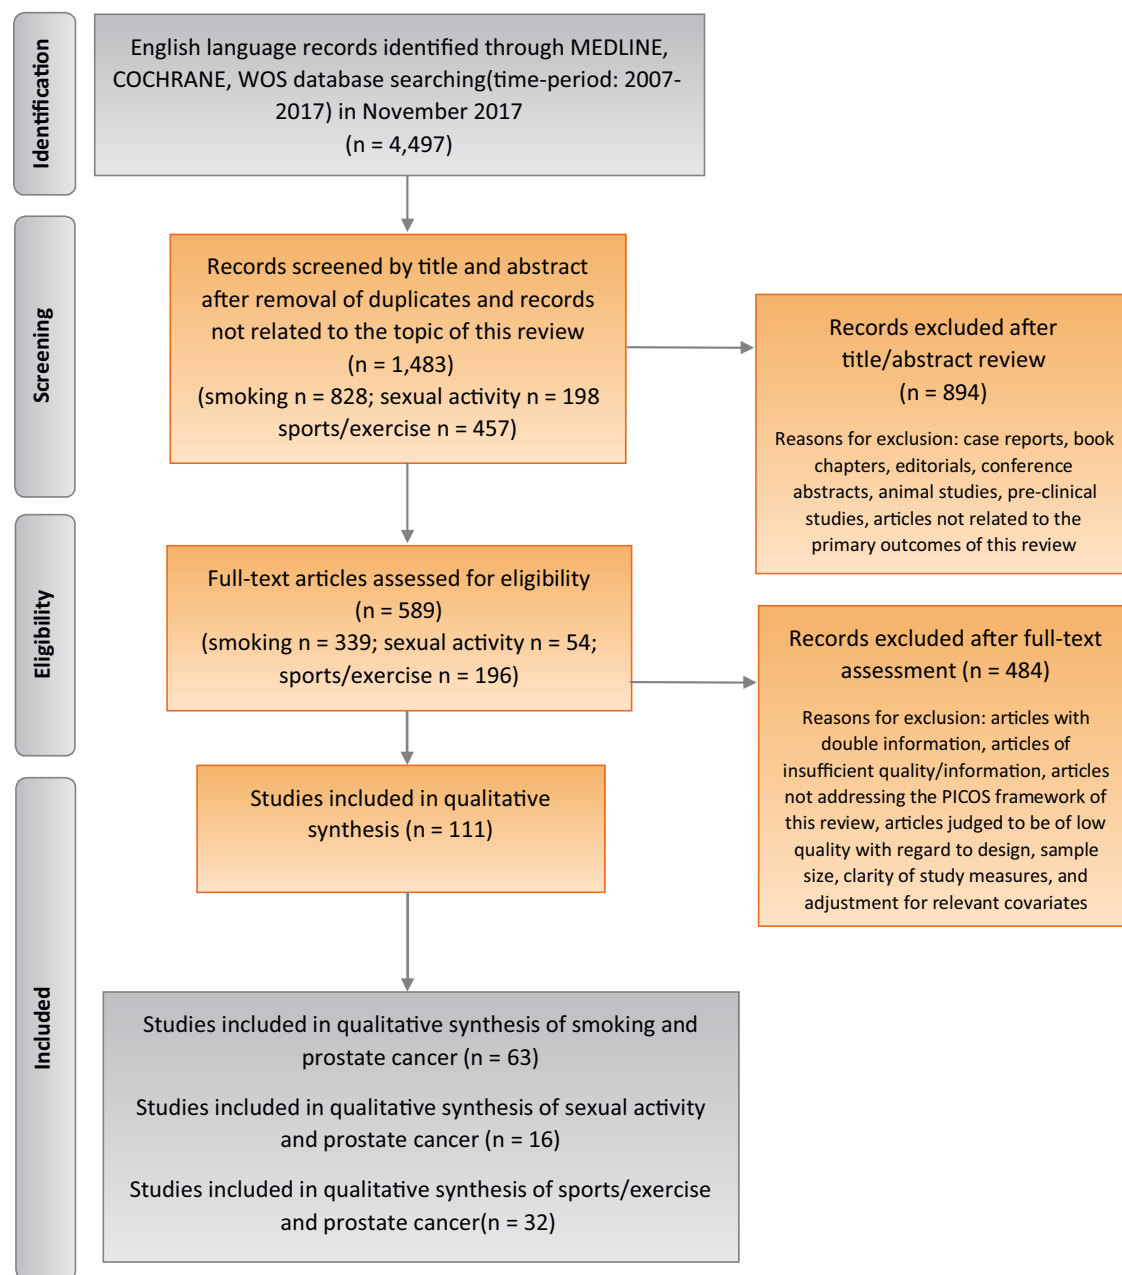 Identification
English language records identified through MEDLINE,
COCHRANE, WOS database searching(time-period: 2007-
2017) in November 2017
(n = 4,497)
Screening
Records screened by title and abstract
after removal of duplicates and records
not related to the topic of this review
(n = 1,483)
(smoking n = 828; sexual activity n = 198
sports/exercise n = 457)
Records excluded after
title/abstract review
(n = 894)
Reasons for exclusion: case reports, book
chapters, editorials, conference
abstracts, animal studies, pre-clinical
studies, articles not related to the
primary outcomes of this review
Eligibility
Full-text articles assessed for eligibility
(n = 589)
(smoking n = 339; sexual activity n = 54;
sports/exercise n = 196)
Records excluded after full-text
assessment (n = 484)
Reasons for exclusion: articles with
double information, articles of
insufficient quality/information, articles
not addressing the PICOS framework of
this review, articles judged to be of low
quality with regard to design, sample
size, clarity of study measures, and
adjustment for relevant covariates
Included
Studies included in qualitative
synthesis (n = 111)
Studies included in qualitative synthesis of smoking and
prostate cancer (n = 63)
Studies included in qualitative synthesis of sexual activity
and prostate cancer (n = 16)
Studies included in qualitative synthesis of sports/exercise
and prostate cancer(n = 32)